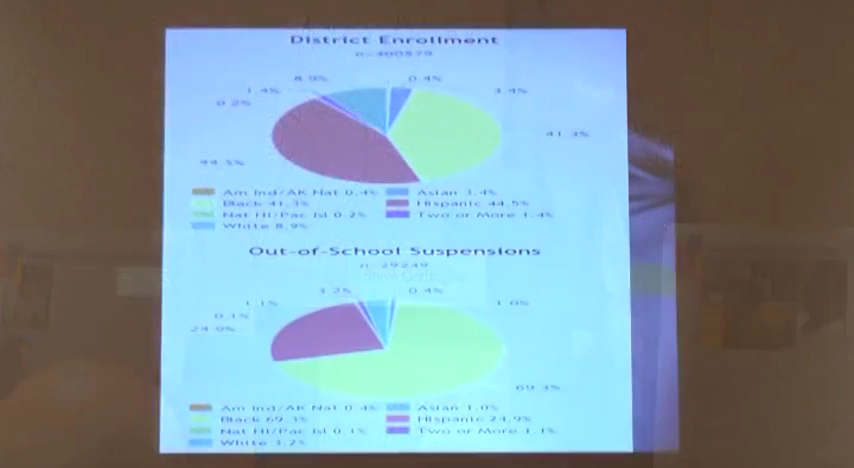 District Enrollment
n=400579
8.9% 0.4%
1.4% 3.4%
0.2%
41.3%
44.5%
Am Ind/AK Nat 0.4% Asian 3.4%
Black 41.3% Hispanic 44.5%
Nat HI/Pac Isl 0.2% Two or More 1.4%
White 8.9%
Out-of-School Suspensions
n=29249
3.2% 0.4%
1.1% 1.0%
0.1%
24.9%
69.3%
Am Ind/AK Nat 0.4% Asian 1.0%
Black 69.3% Hispanic 24.9%
Nat HI/Pac Isl 0.1% Two or More 1.1%
White 3.2%